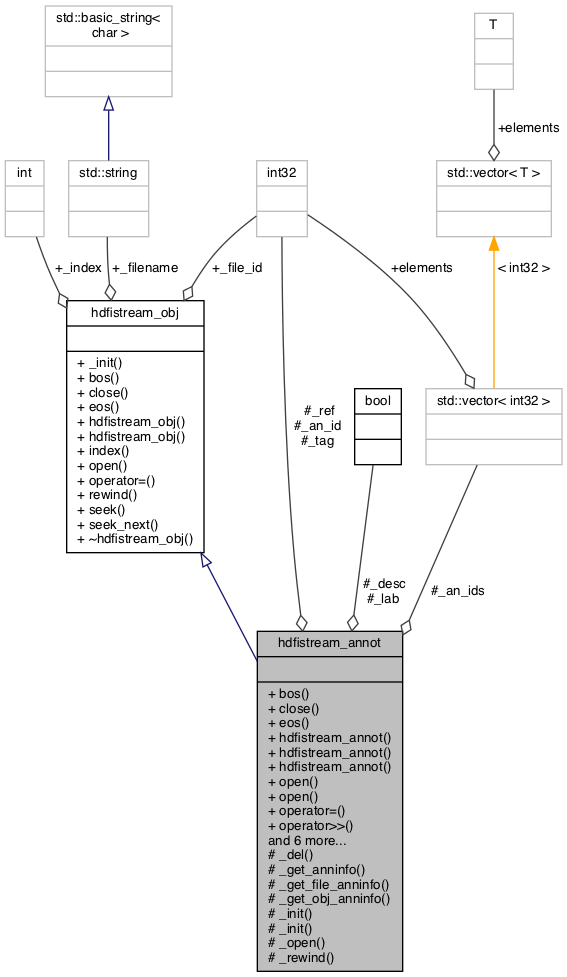 std::basic_string<
char >
T
+elements
int
std::string
int32
std::vector< T >
+_index
+_filename
+_file_id
+elements
< int32 >
hdfistream_obj
+ _init()
+ bos()
+ close()
+ eos()
+ hdfistream_obj()
+ hdfistream_obj()
+ index()
+ open()
+ operator=()
+ rewind()
+ seek()
+ seek_next()
+ ~hdfistream_obj()
#_ref
#_an_id
#_tag
bool
std::vector< int32 >
#_desc
#_lab
#_an_ids
hdfistream_annot
+ bos()
+ close()
+ eos()
+ hdfistream_annot()
+ hdfistream_annot()
+ hdfistream_annot()
+ open()
+ open()
+ operator=()
+ operator>>()
and 6 more...
# _del()
# _get_anninfo()
# _get_file_anninfo()
# _get_obj_anninfo()
# _init()
# _init()
# _open()
# _rewind()